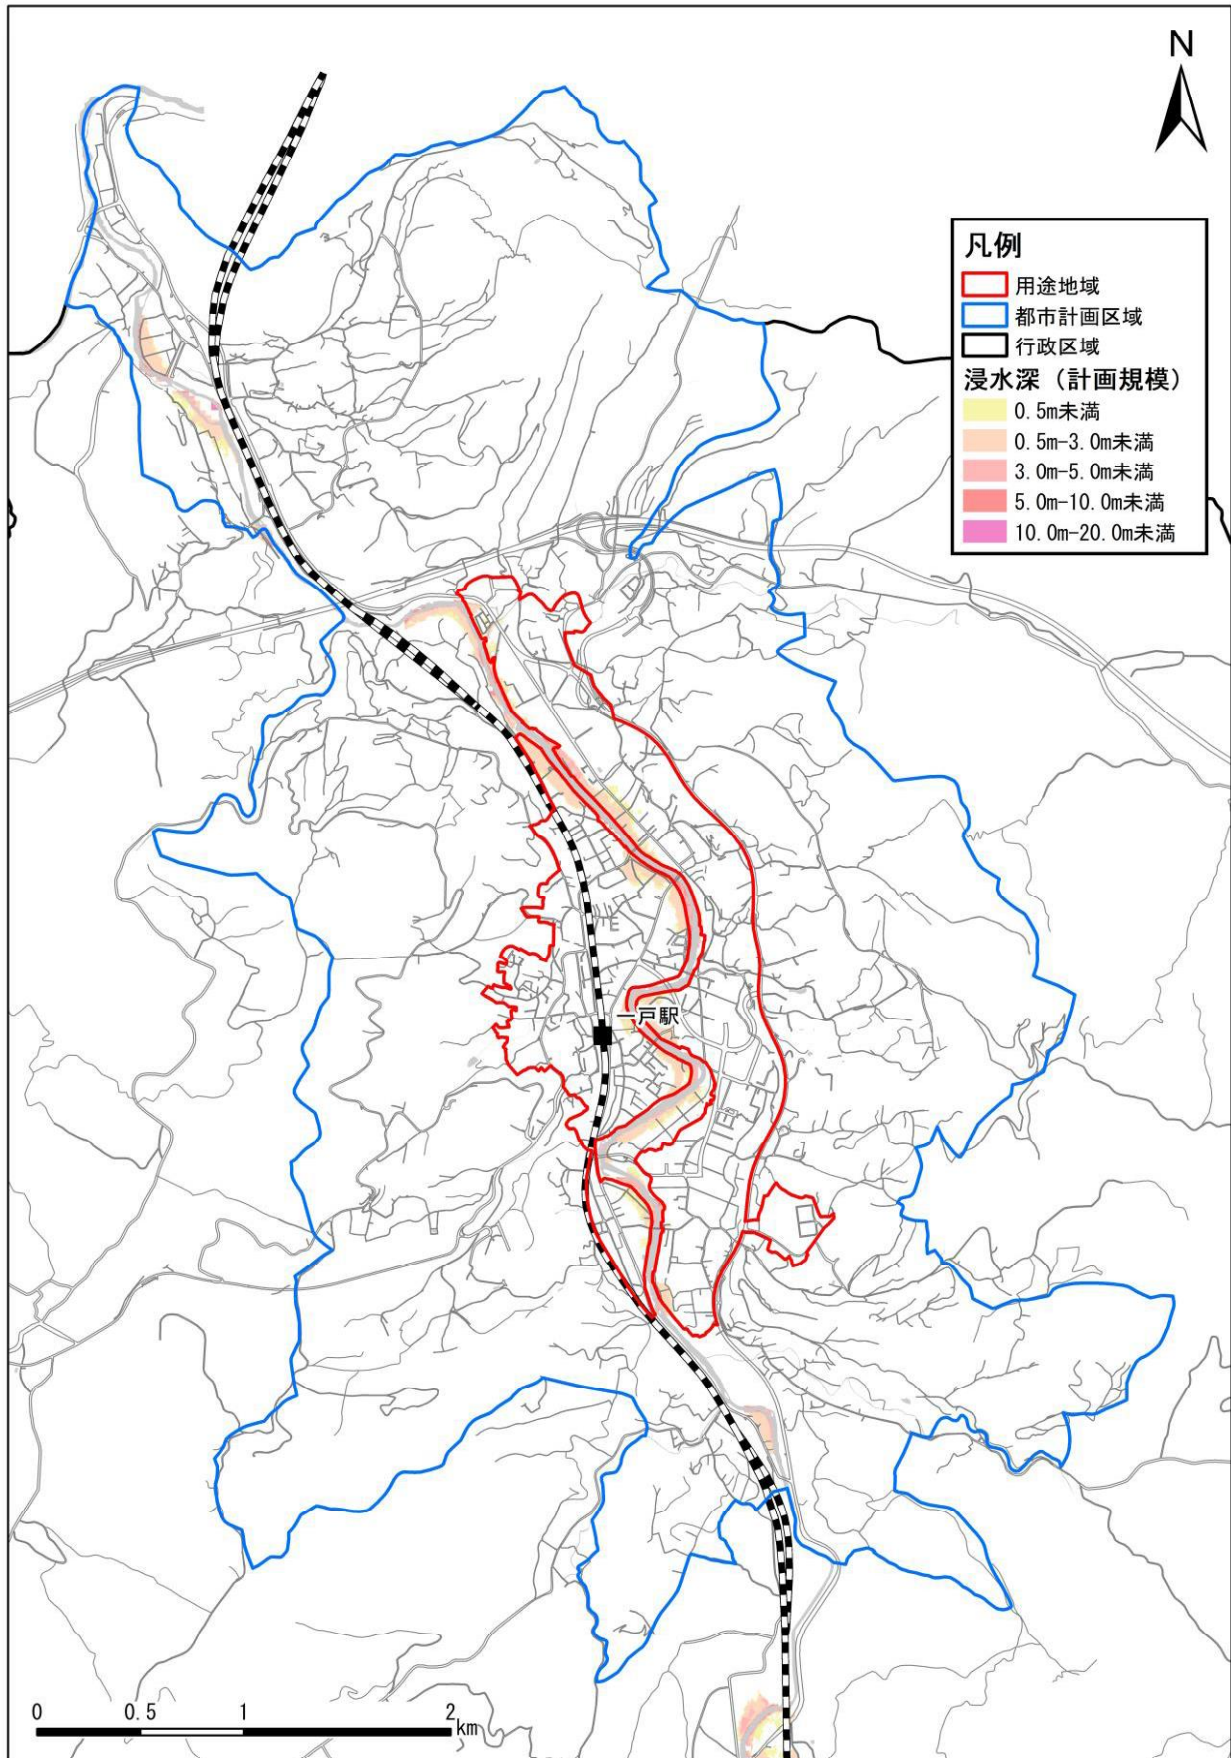 N
凡例
用途地域
都市計画区域
行政区域
浸水深（計画規模）
0.5m未満
0.5m-3.0m未満
3.0m-5.0m未満
5.0m-10.0m未満
10.0m-20.0m未満
一戸駅
0 0.5 1 2 km